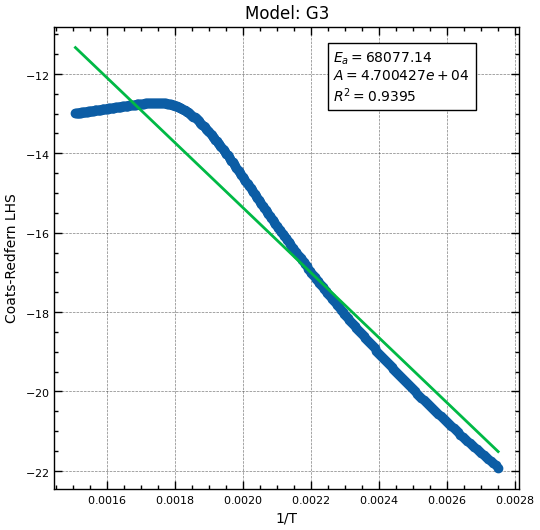 Model: G3
E_a = 68077.14
A = 4.700427e + 04
R² = 0.9395
Coats-Redfern LHS
−12
−14
−16
−18
−20
−22
0.0016 0.0018 0.0020 0.0022 0.0024 0.0026 0.0028
1/T